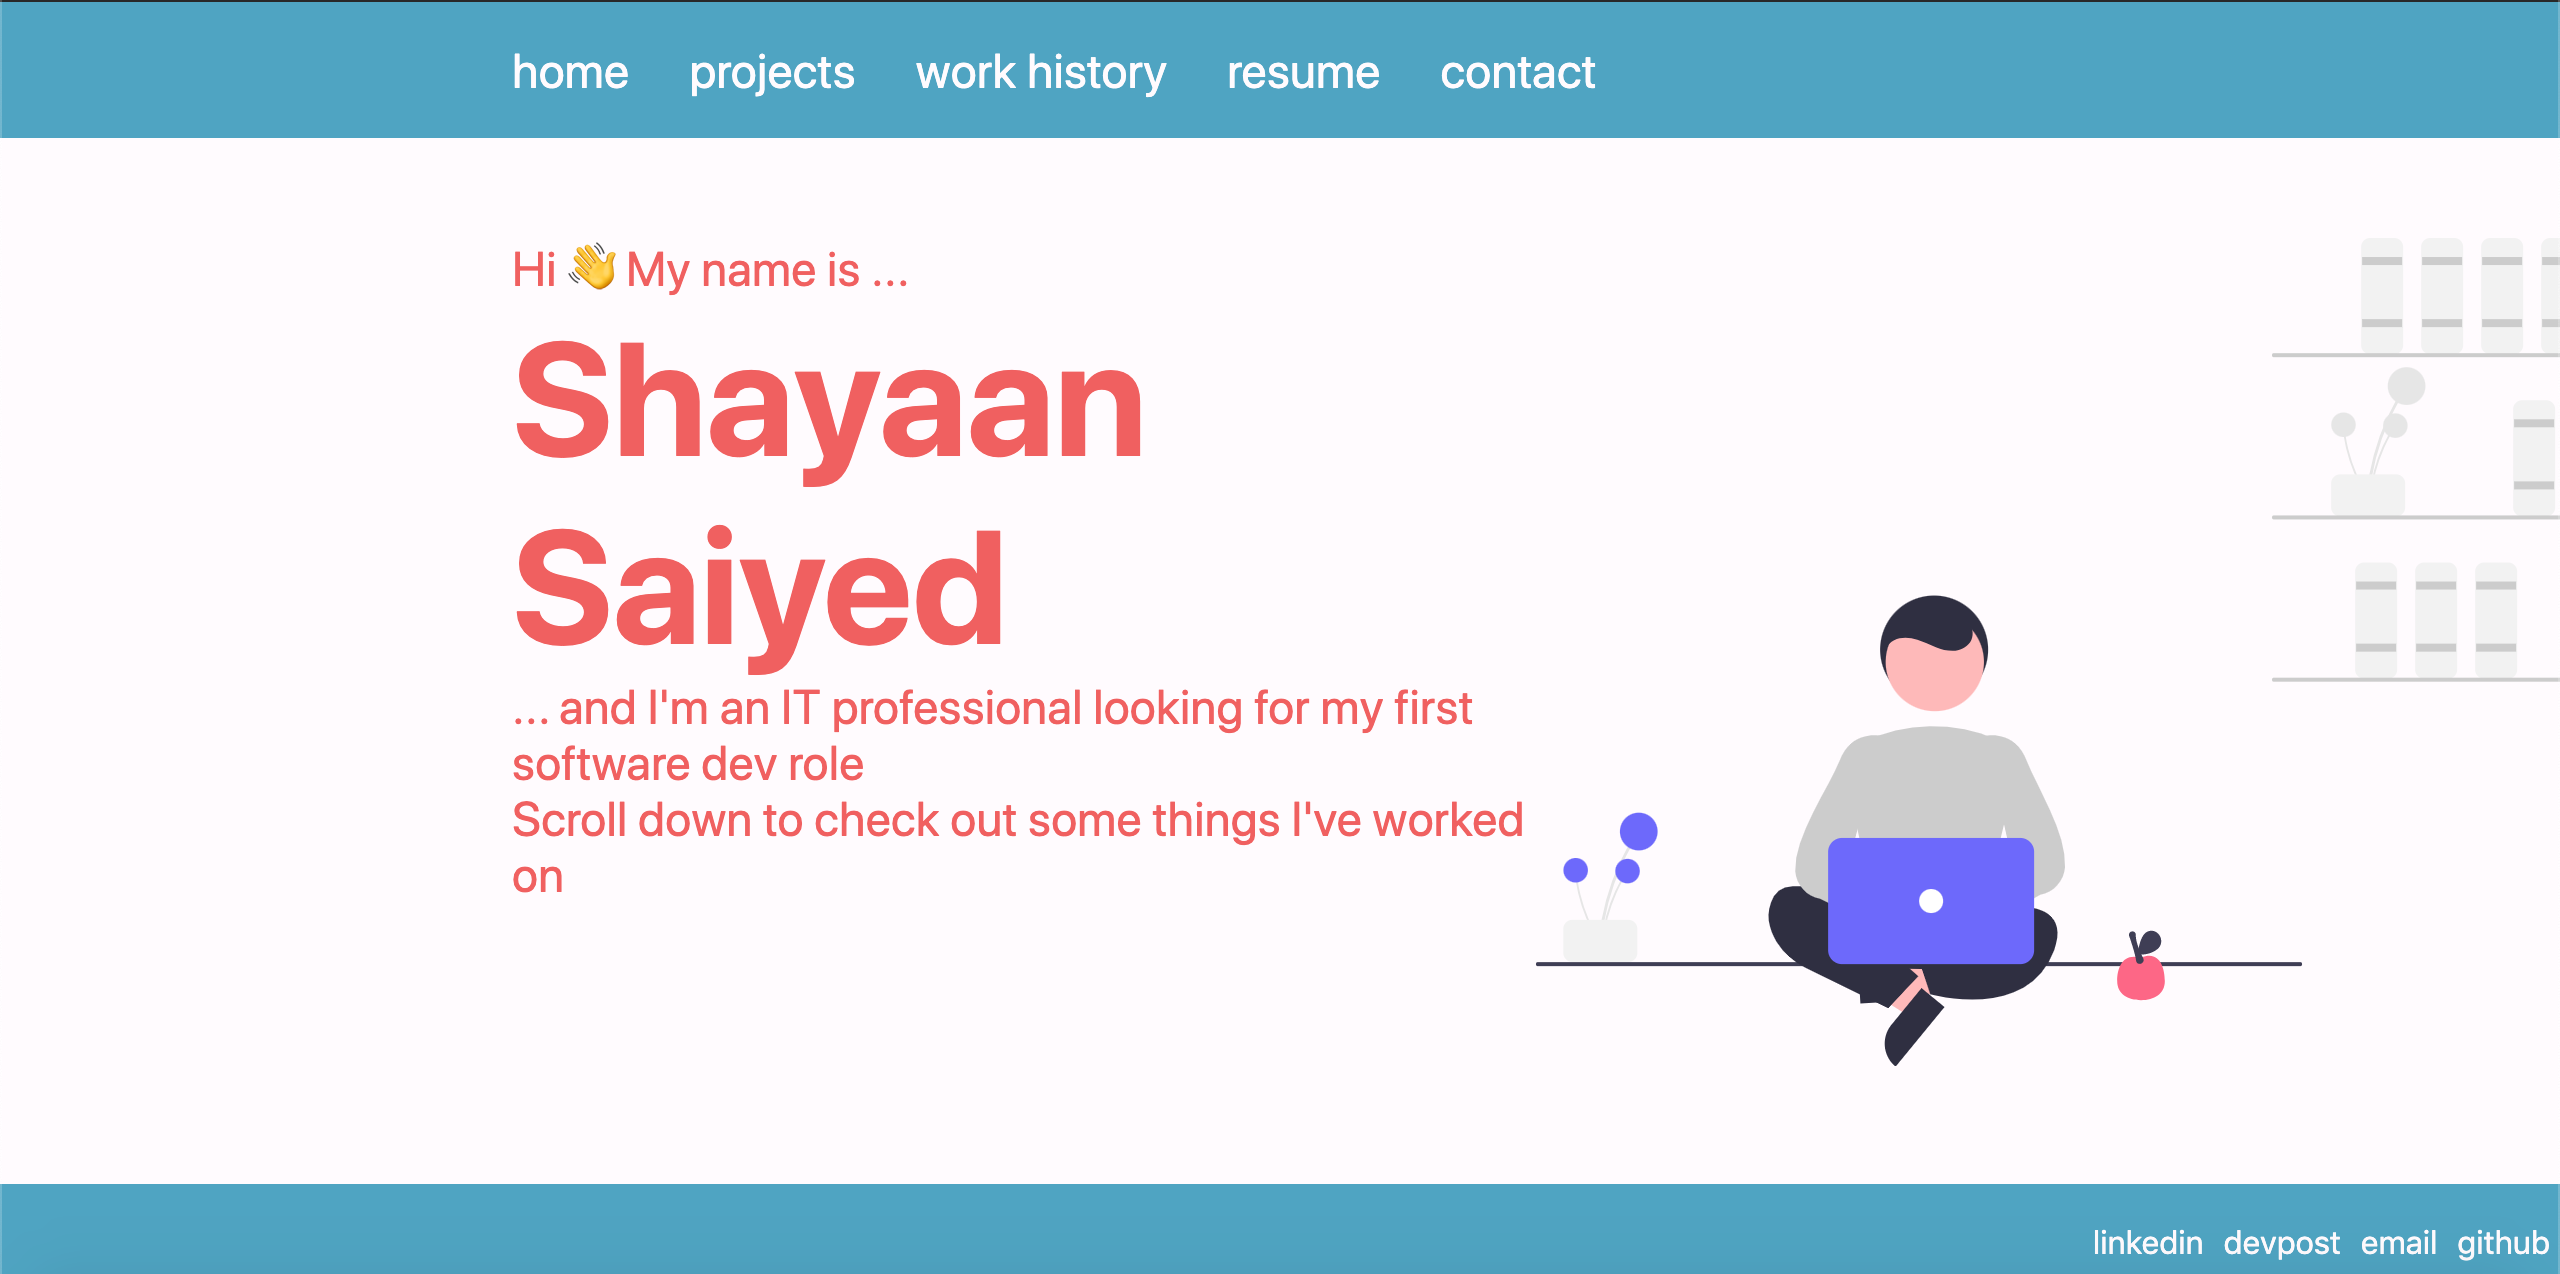 home projects work history resume contact
Hi 👋 My name is ...
Shayaan
Saiyed
... and I'm an IT professional looking for my first
software dev role
Scroll down to check out some things I've worked
on
linkedin devpost email github